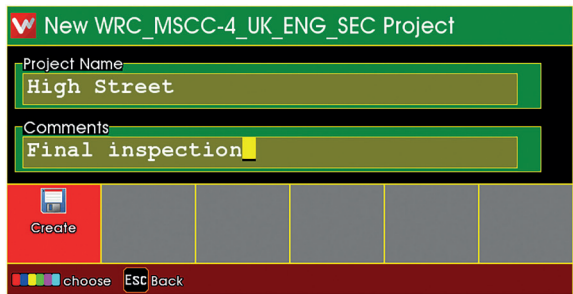 New WRC_MSCC-4_UK_ENG_SEC Project
Project Name
High Street
Comments
Final inspection
Create
choose Esc Back